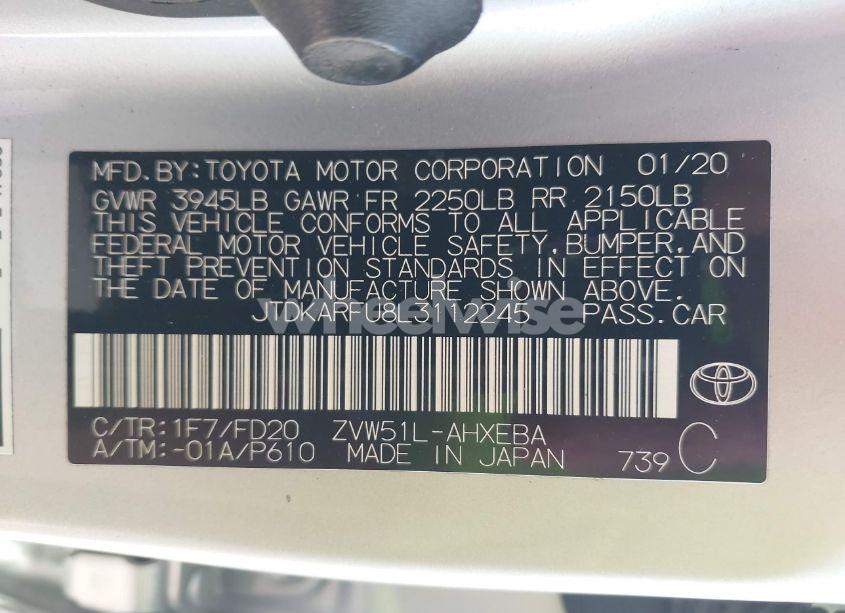 MFD.BY:TOYOTA MOTOR CORPORATION 01/20
GVWR 3945LB GAWR FR 2250LB RR 2150LB
THIS VEHICLE CONFORMS TO ALL APPLICABLE
FEDERAL MOTOR VEHICLE SAFETY,BUMPER,AND
THEFT PREVENTION STANDARDS IN EFFECT ON
THE DATE OF MANUFACTURE SHOWN ABOVE.
JTDKARFU8L3112245 PASS.CAR
wheelwise
C/TR:1F7/FD20 ZVW51L-AHXEBA
A/TM:-01A/P610 MADE IN JAPAN 739 C